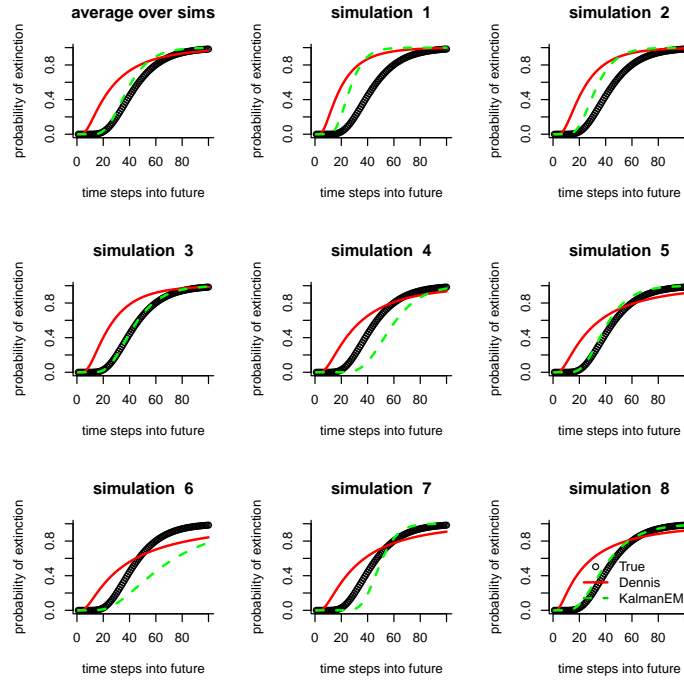 average over sims
probability of extinction
0.0 0.4 0.8
0 20 40 60 80
time steps into future
simulation 1
probability of extinction
0.0 0.4 0.8
0 20 40 60 80
time steps into future
simulation 2
probability of extinction
0.0 0.4 0.8
0 20 40 60 80
time steps into future
simulation 3
probability of extinction
0.0 0.4 0.8
0 20 40 60 80
time steps into future
simulation 4
probability of extinction
0.0 0.4 0.8
0 20 40 60 80
time steps into future
simulation 5
probability of extinction
0.0 0.4 0.8
0 20 40 60 80
time steps into future
simulation 6
probability of extinction
0.0 0.4 0.8
0 20 40 60 80
time steps into future
simulation 7
probability of extinction
0.0 0.4 0.8
0 20 40 60 80
time steps into future
simulation 8
probability of extinction
0.0 0.4 0.8
True
Dennis
KalmanEM
0 20 40 60 80
time steps into future